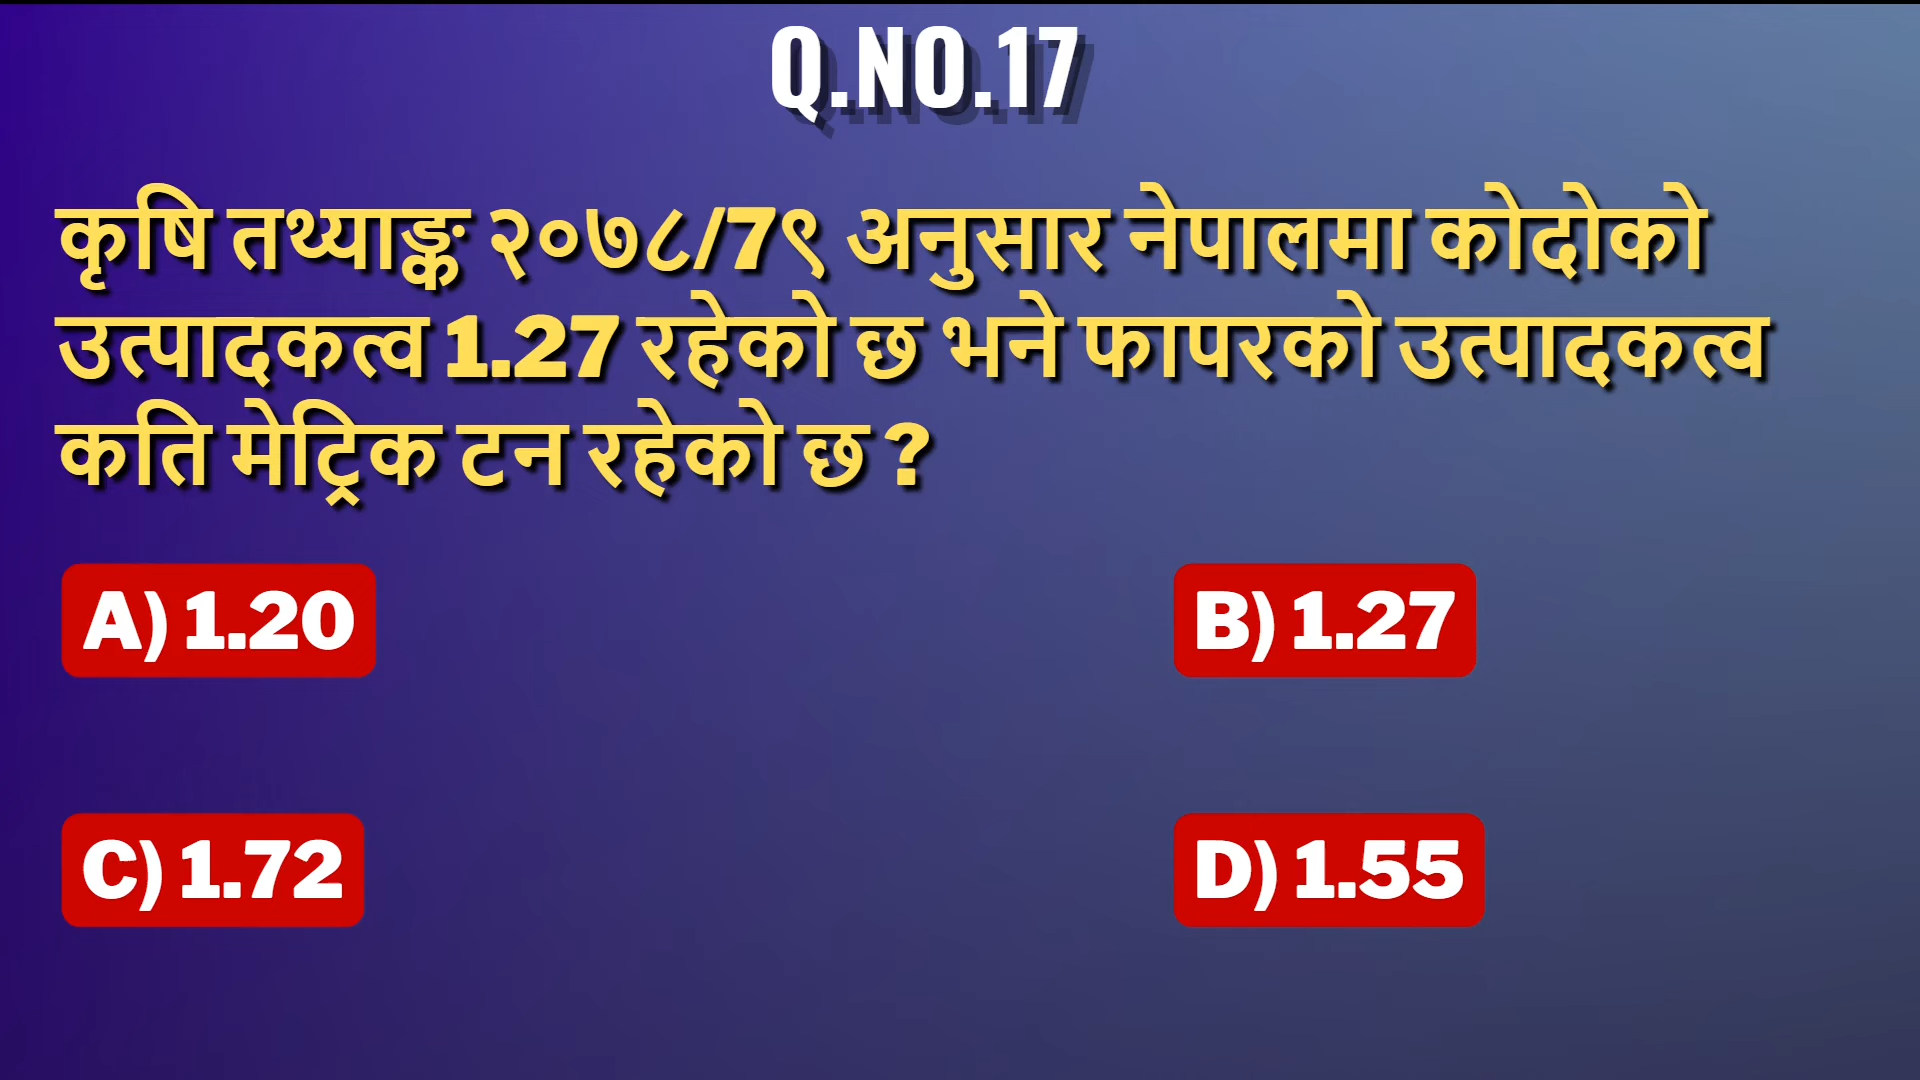 Q.NO.17
कृषि तथ्याङ्क २०७८/7९ अनुसार नेपालमा कोदोको
उत्पादकत्व 1.27 रहेको छ भने फापरको उत्पादकत्व
कति मेट्रिक टन रहेको छ ?
A) 1.20
B) 1.27
C) 1.72
D) 1.55